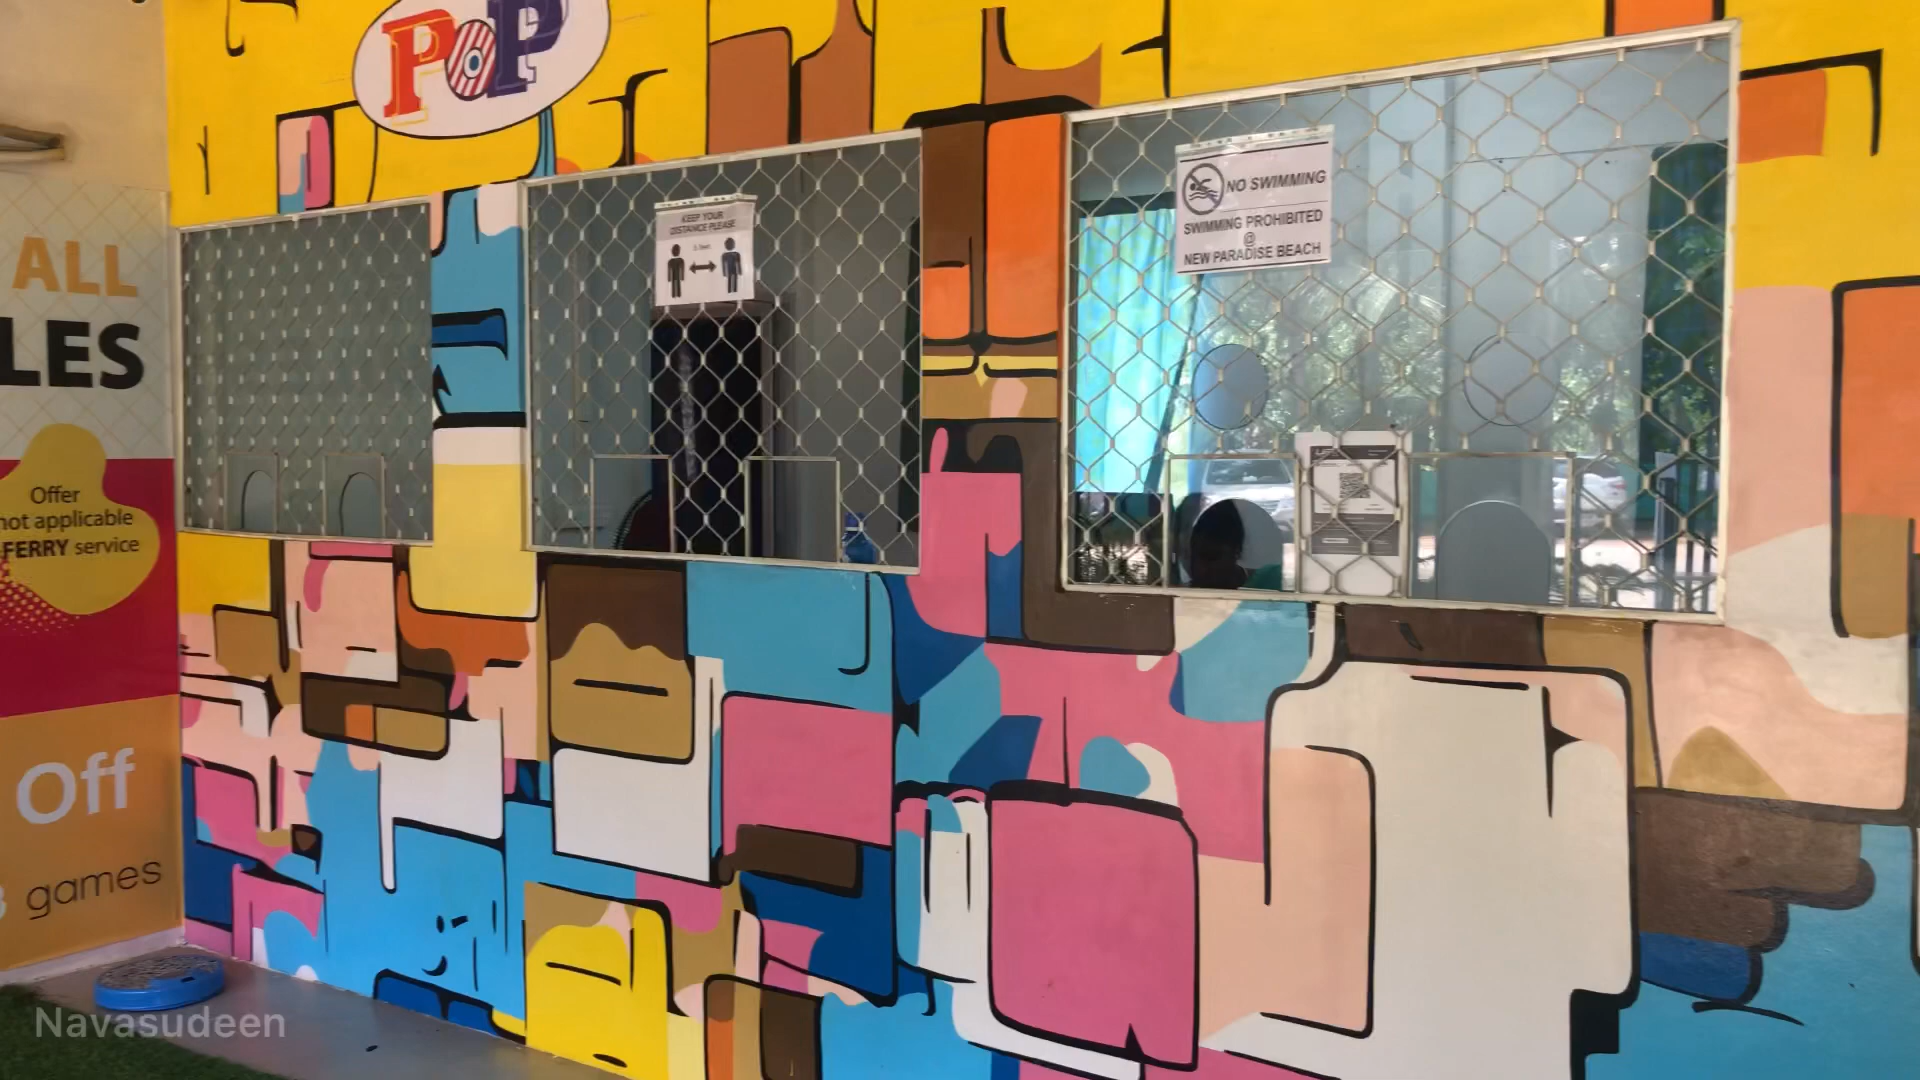 POP
ALL
LES
Offer
not applicable
FERRY service
Off
games
KEEP YOUR
DISTANCE PLEASE
NO SWIMMING
SWIMMING PROHIBITED
@
NEW PARADISE BEACH
Navasudeen